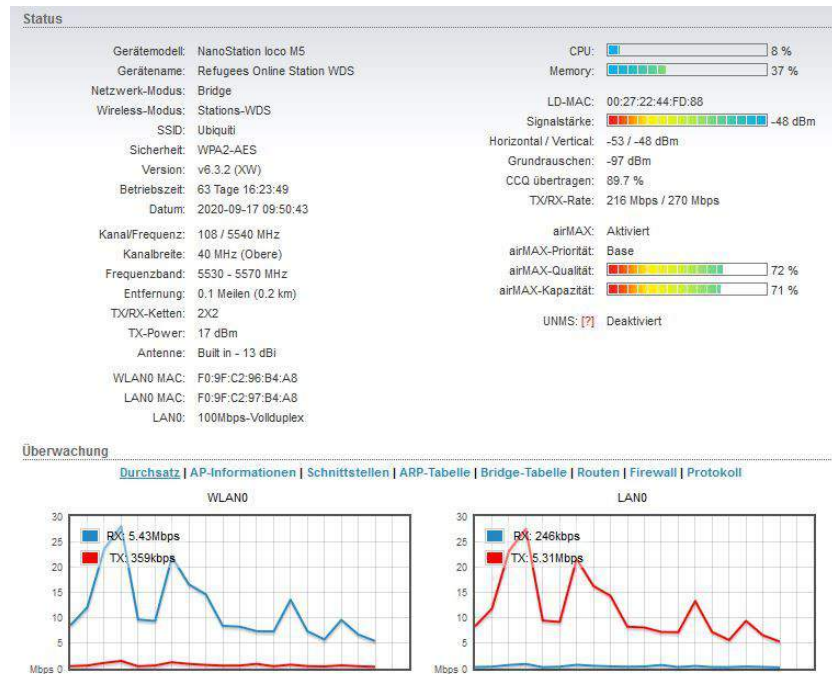 Status
Gerätemodell: NanoStation loco M5
Gerätename: Refugees Online Station WDS
Netzwerk-Modus: Bridge
Wireless-Modus: Stations-WDS
SSID: Ubiquiti
Sicherheit: WPA2-AES
Version: v6.3.2 (XW)
Betriebszeit: 63 Tage 16:23:49
Datum: 2020-09-17 09:50:43
Kanal/Frequenz: 108 / 5540 MHz
Kanalbreite: 40 MHz (Obere)
Frequenzband: 5530 - 5570 MHz
Entfernung: 0.1 Meilen (0.2 km)
TX/RX-Ketten: 2X2
TX-Power: 17 dBm
Antenne: Built in - 13 dBi
WLAN0 MAC: F0:9F:C2:96:B4:A8
LAN0 MAC: F0:9F:C2:97:B4:A8
LAN0: 100Mbps-Vollduplex
CPU: 8 %
Memory: 37 %
LD-MAC: 00:27:22:44:FD:88
Signalstärke: -48 dBm
Horizontal / Vertical: -53 / -48 dBm
Grundrauschen: -97 dBm
CCQ übertragen: 89.7 %
TX/RX-Rate: 216 Mbps / 270 Mbps
airMAX: Aktiviert
airMAX-Priorität: Base
airMAX-Qualität: 72 %
airMAX-Kapazität: 71 %
UNMS: [?] Deaktiviert
Überwachung
Durchsatz | AP-Informationen | Schnittstellen | ARP-Tabelle | Bridge-Tabelle | Routen | Firewall | Protokoll
WLAN0
30
25
20
15
10
5
Mbps 0
RX: 5.43Mbps
TX: 359kbps
LAN0
30
25
20
15
10
5
Mbps 0
RX: 246kbps
TX: 5.31Mbps